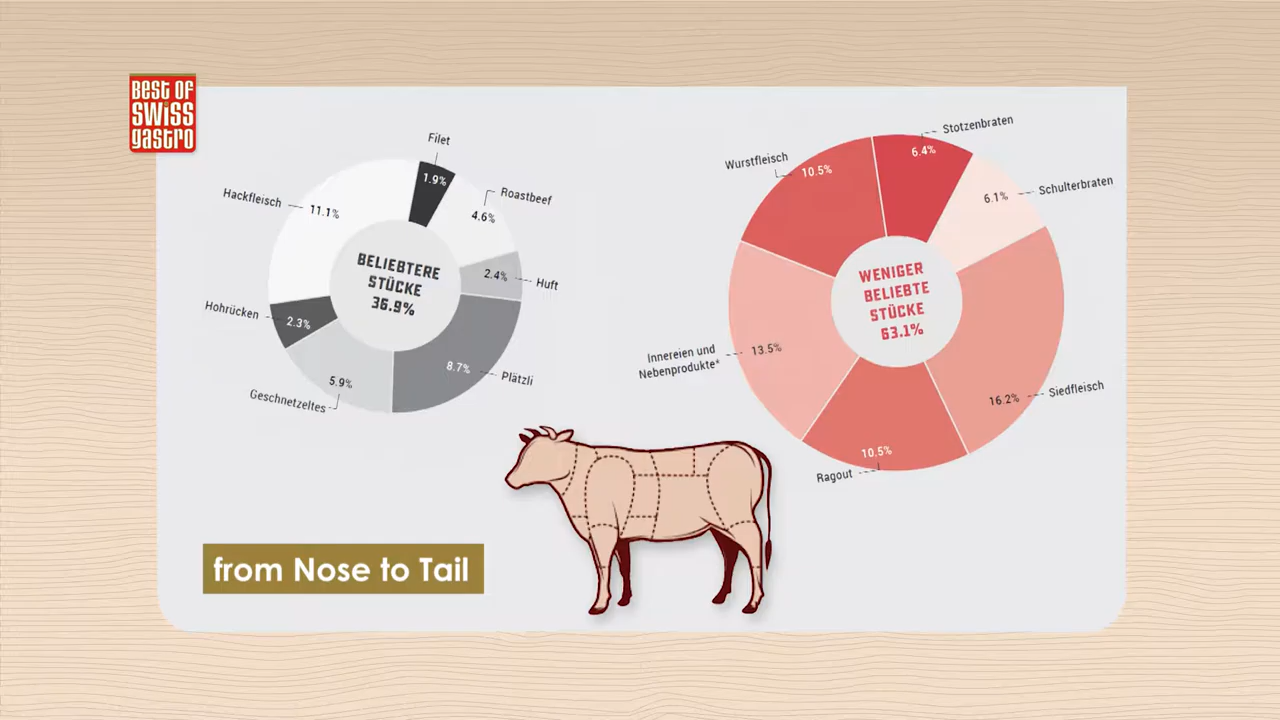 BEST OF
SWiSS
gastro
Filet
1.9%
Roastbeef
4.6%
Huft
2.4%
Plätzli
8.7%
Geschnetzeltes
5.9%
Hohrücken
2.3%
Hackfleisch
11.1%
BELIEBTERE
STÜCKE
36.9%
Stotzenbraten
6.4%
Schulterbraten
6.1%
Siedfleisch
16.2%
Ragout
10.5%
Innereien und
Nebenprodukte*
13.5%
Wurstfleisch
10.5%
WENIGER
BELIEBTE
STÜCKE
63.1%
from Nose to Tail